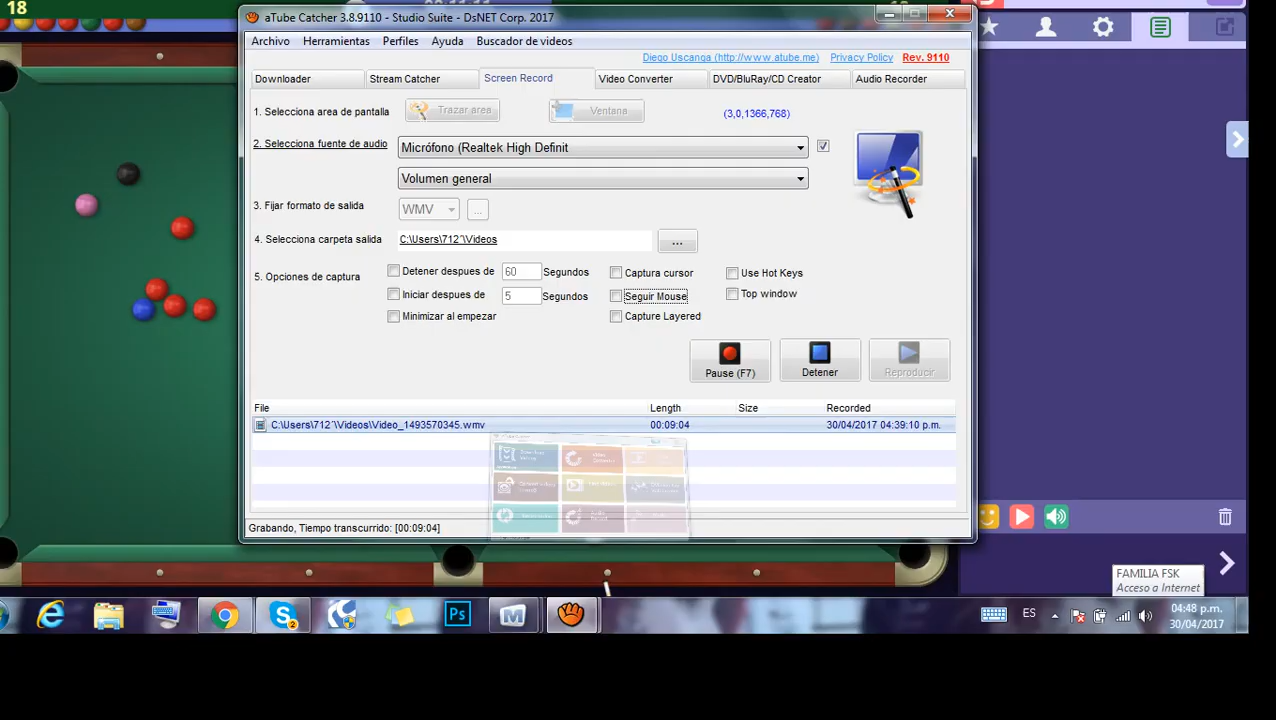 18
aTube Catcher 3.8.9110 - Studio Suite - DsNET Corp. 2017
Archivo Herramientas Perfiles Ayuda Buscador de videos
Diego Uscanga (http://www.atube.me) Privacy Policy Rev. 9110
Downloader Stream Catcher Screen Record Video Converter DVD/BluRay/CD Creator Audio Recorder
1. Selecciona area de pantalla Trazar area Ventana (3,0,1366,768)
2. Selecciona fuente de audio Micrófono (Realtek High Definit
Volumen general
3. Fijar formato de salida WMV ...
4. Selecciona carpeta salida C:\Users\712´\Videos ...
5. Opciones de captura
Detener despues de 60 Segundos Captura cursor Use Hot Keys
Iniciar despues de 5 Segundos Seguir Mouse Top window
Minimizar al empezar Capture Layered
Pause (F7) Detener Reproducir
File Length Size Recorded
C:\Users\712´\Videos\Video_1493570345.wmv 00:09:04 30/04/2017 04:39:10 p.m.
Grabando, Tiempo transcurrido: [00:09:04]
FAMILIA FSK
Acceso a Internet
Ps
ES
04:48 p.m.
30/04/2017